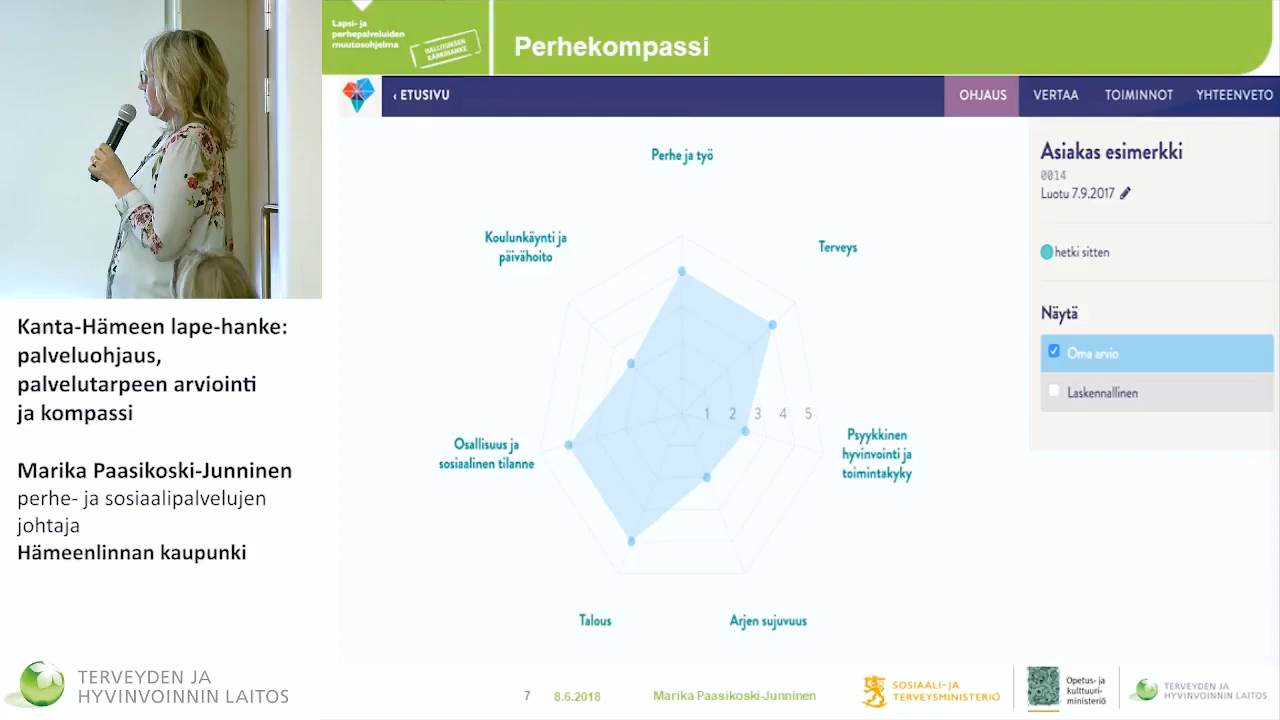 Lapsi- ja
perhepalveluiden
muutosohjelma
HALLITUKSEN
KÄRKIHANKE
Perhekompassi
‹ ETUSIVU
OHJAUS
VERTAA
TOIMINNOT
YHTEENVETO
Perhe ja työ
Koulunkäynti ja
päivähoito
Terveys
1 2 3 4 5
Osallisuus ja
sosiaalinen tilanne
Psyykkinen
hyvinvointi ja
toimintakyky
Talous
Arjen sujuvuus
Asiakas esimerkki
0014
Luotu 7.9.2017
hetki sitten
Näytä
Oma arvio
Laskennallinen
Kanta-Hämeen lape-hanke:
palveluohjaus,
palvelutarpeen arviointi
ja kompassi
Marika Paasikoski-Junninen
perhe- ja sosiaalipalvelujen
johtaja
Hämeenlinnan kaupunki
TERVEYDEN JA
HYVINVOINNIN LAITOS
7
8.6.2018
Marika Paasikoski-Junninen
SOSIAALI- JA
TERVEYSMINISTERIÖ
Opetus- ja
kulttuuri-
ministeriö
TERVEYDEN JA
HYVINVOINNIN LAITOS